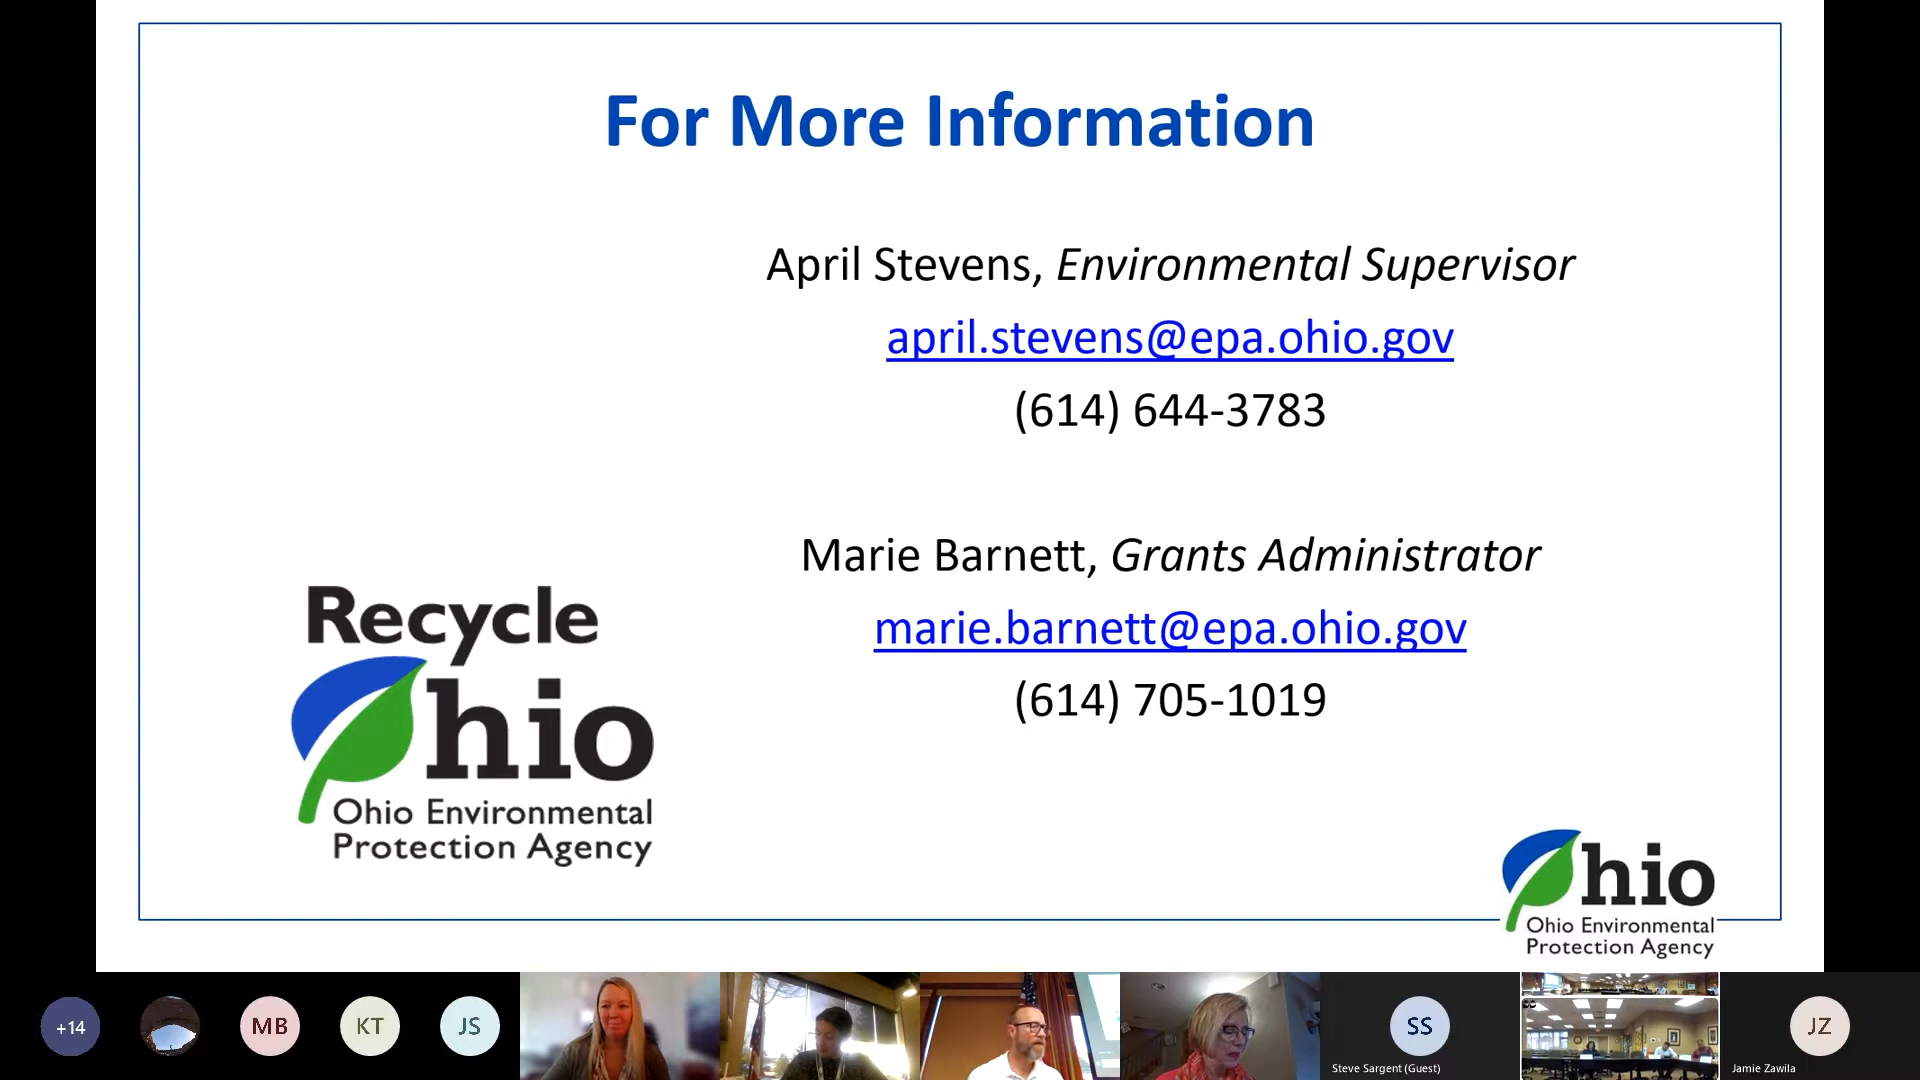 For More Information
April Stevens, Environmental Supervisor
april.stevens@epa.ohio.gov
(614) 644-3783
Marie Barnett, Grants Administrator
marie.barnett@epa.ohio.gov
(614) 705-1019
Recycle
Ohio
Ohio Environmental
Protection Agency
Ohio
Ohio Environmental
Protection Agency
+14
MB
KT
JS
SS
Steve Sargent (Guest)
JZ
Jamie Zawila